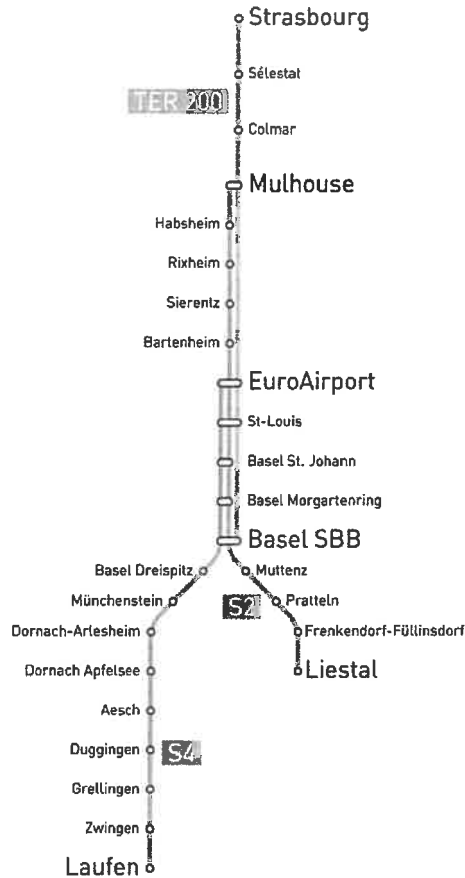 Strasbourg
Sélestat
TER 200
Colmar
Mulhouse
Habsheim
Rixheim
Sierentz
Bartenheim
EuroAirport
St-Louis
Basel St. Johann
Basel Morgartenring
Basel SBB
Basel Dreispitz
Muttenz
Münchenstein
S2
Pratteln
Dornach-Arlesheim
Frenkendorf-Füllinsdorf
Dornach Apfelsee
Liestal
Aesch
Duggingen
S4
Grellingen
Zwingen
Laufen